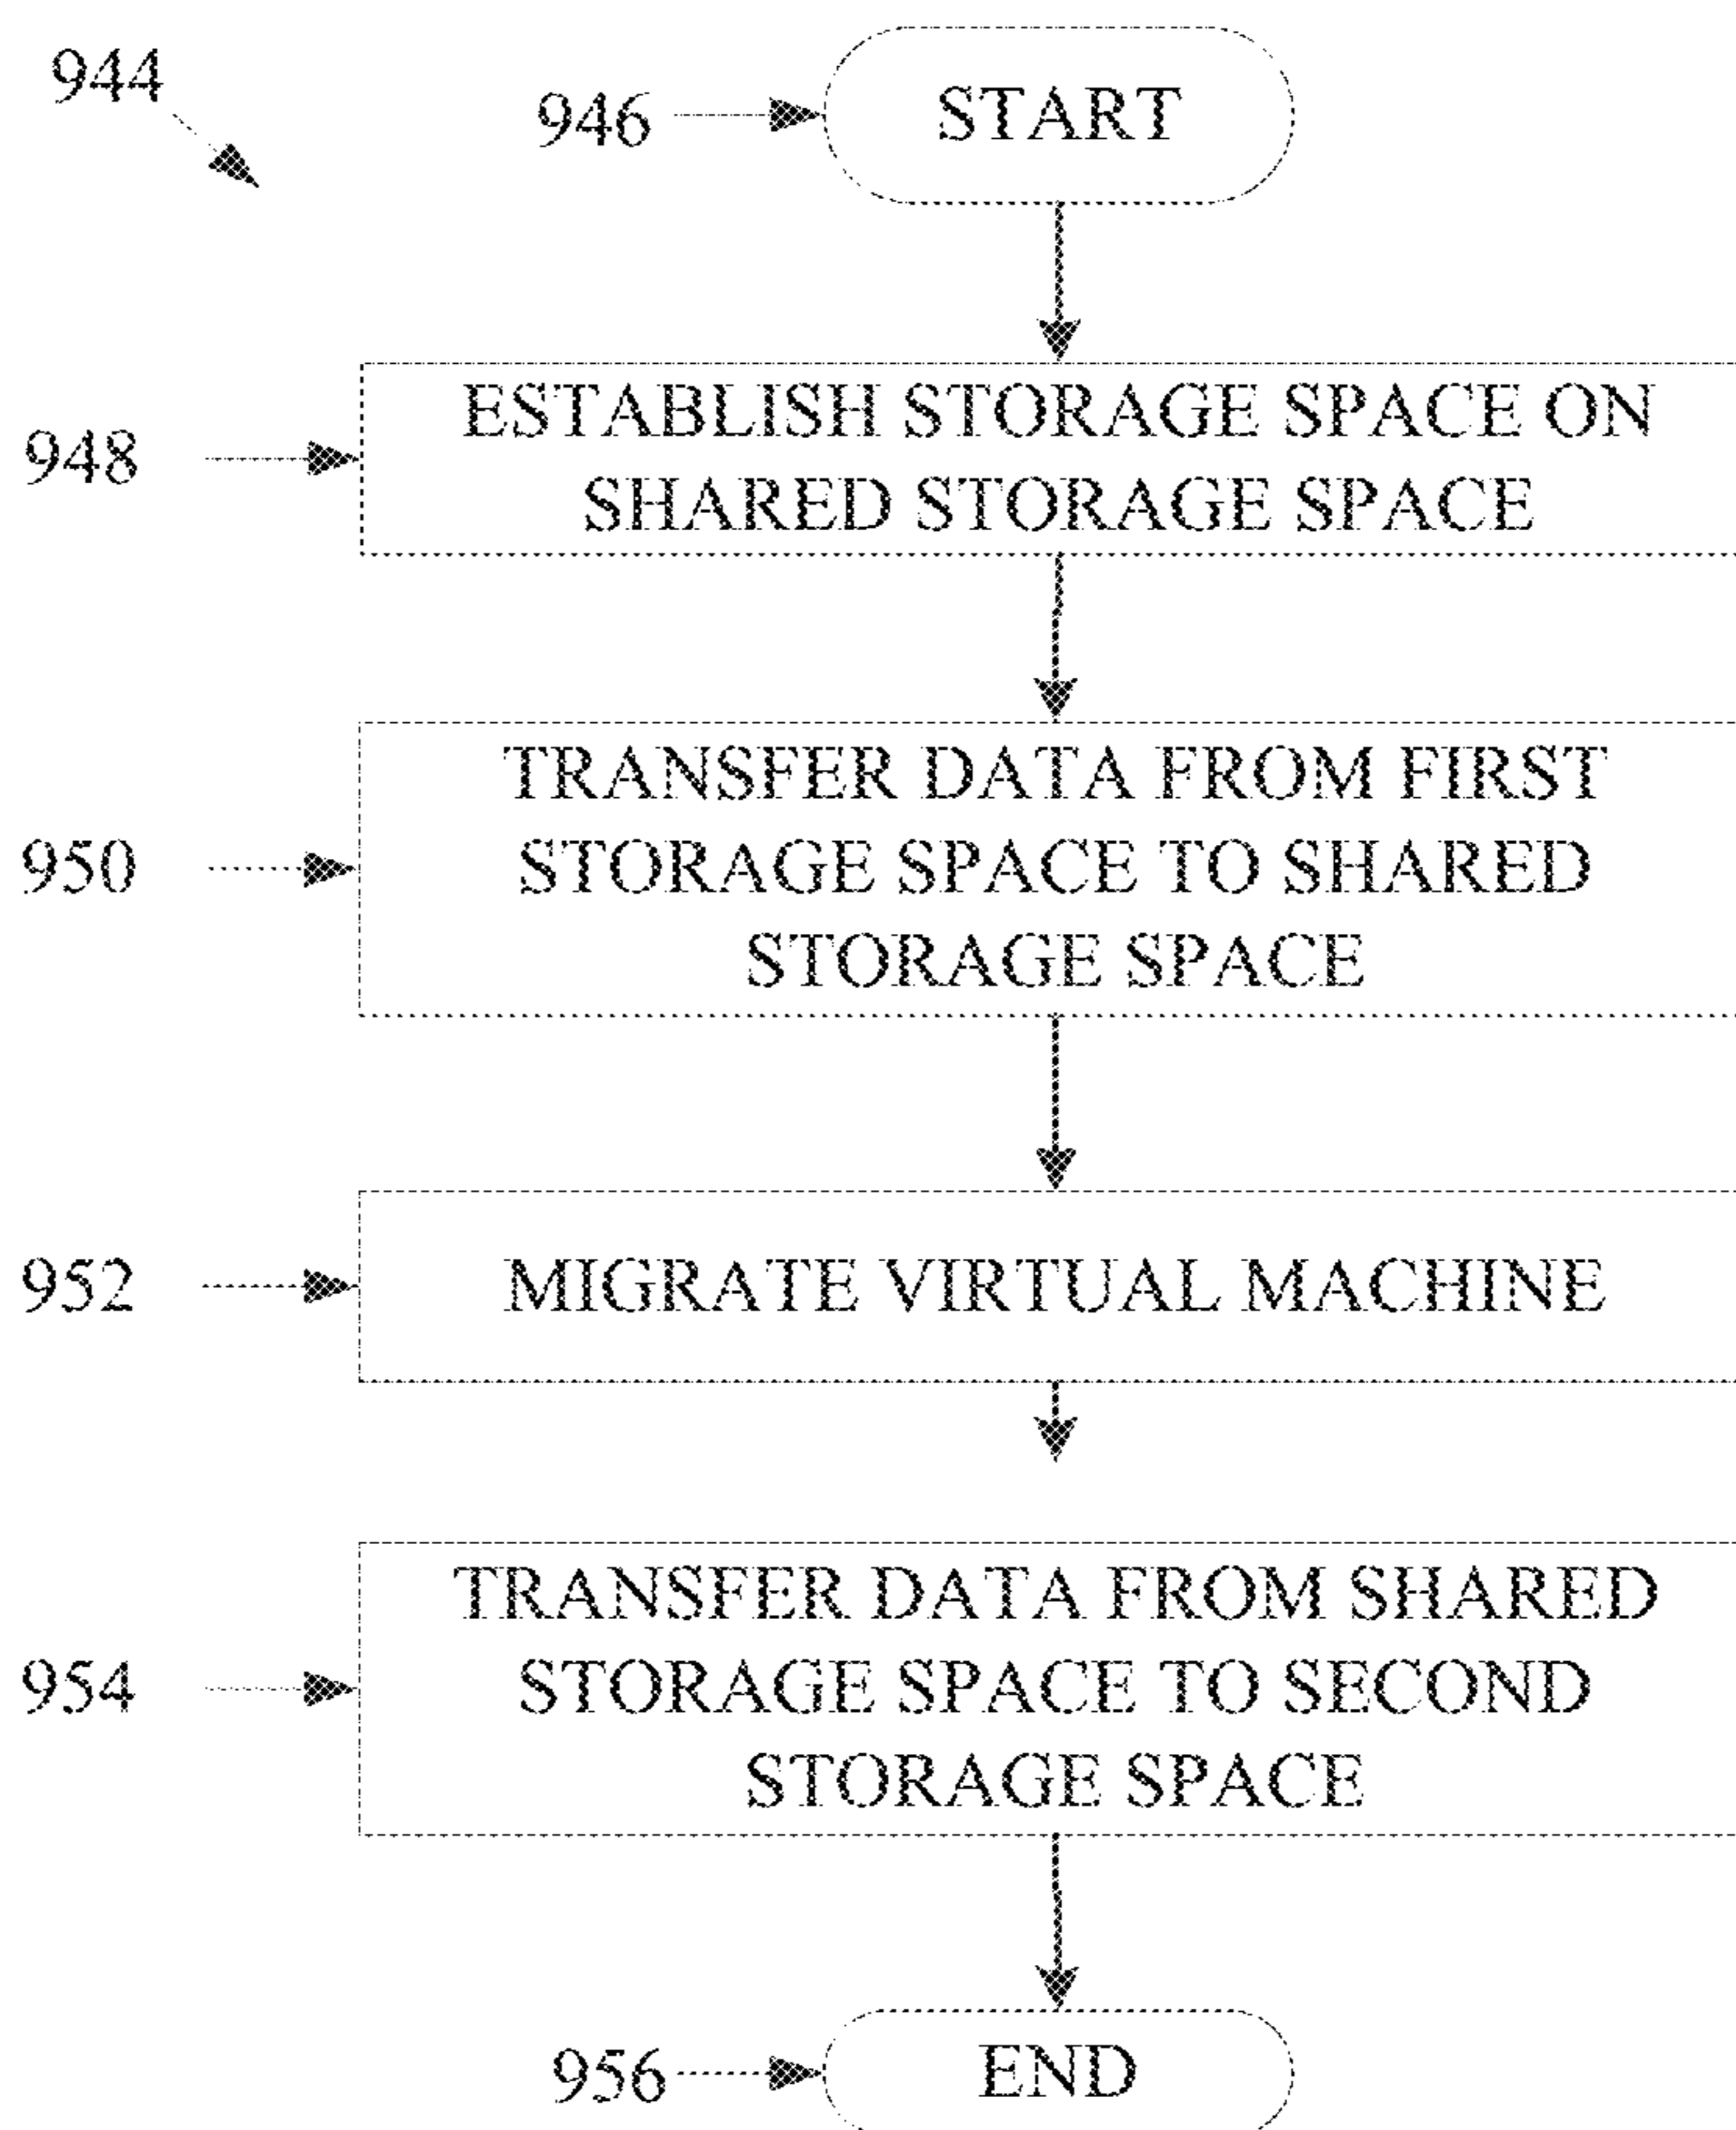 944
946
START
948
ESTABLISH STORAGE SPACE ON
SHARED STORAGE SPACE
950
TRANSFER DATA FROM FIRST
STORAGE SPACE TO SHARED
STORAGE SPACE
952
MIGRATE VIRTUAL MACHINE
954
TRANSFER DATA FROM SHARED
STORAGE SPACE TO SECOND
STORAGE SPACE
956
END